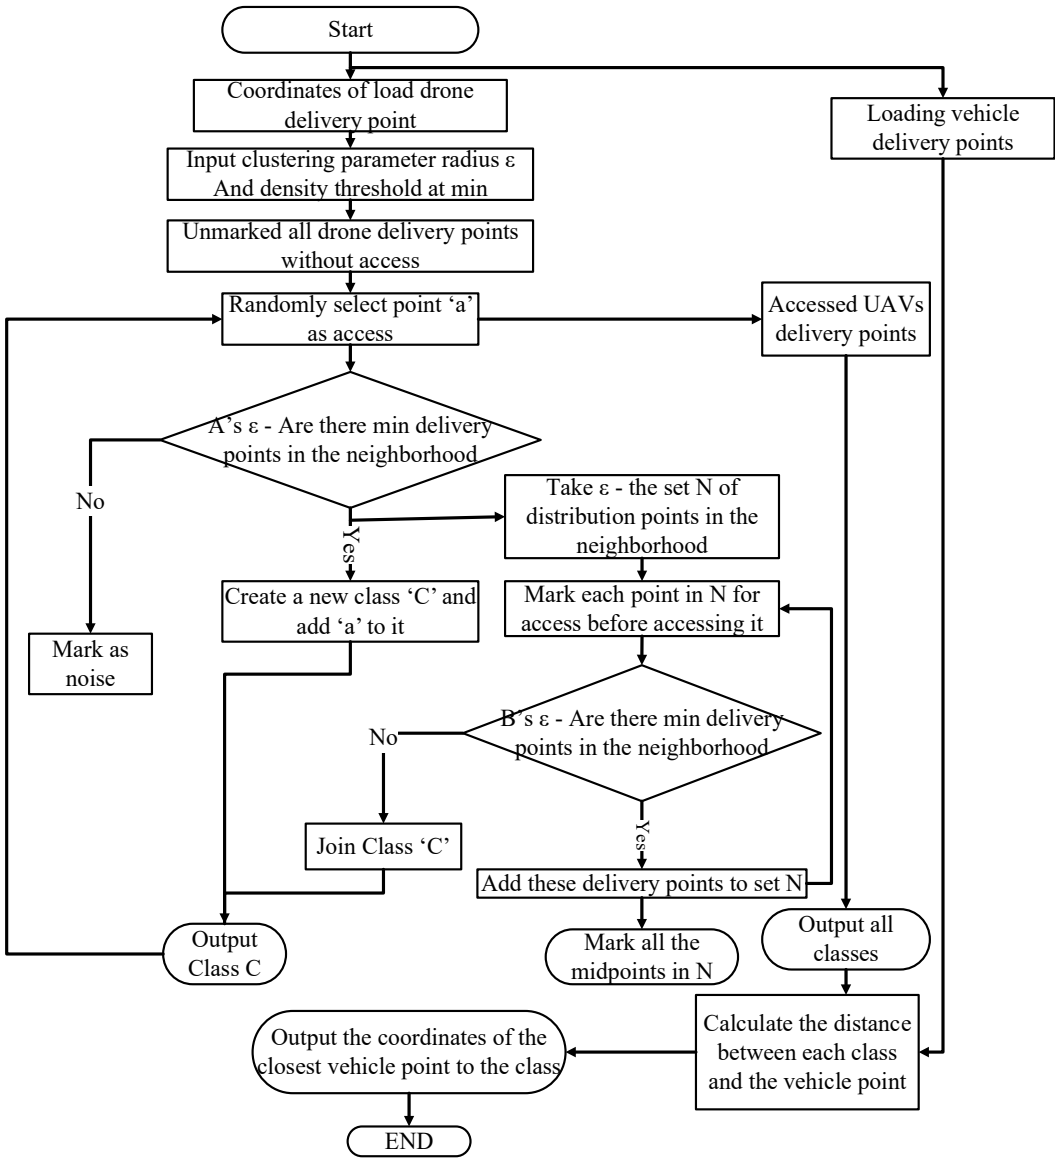 Start
Coordinates of load drone
delivery point
Loading vehicle
delivery points
Input clustering parameter radius ε
And density threshold at min
Unmarked all drone delivery points
without access
Randomly select point ‘a’
as access
Accessed UAVs
delivery points
A’s ε - Are there min delivery
points in the neighborhood
No
Yes
Take ε - the set N of
distribution points in the
neighborhood
Create a new class ‘C’ and
add ‘a’ to it
Mark each point in N for
access before accessing it
Mark as
noise
B’s ε - Are there min delivery
points in the neighborhood
No
Yes
Join Class ‘C’
Add these delivery points to set N
Output
Class C
Mark all the
midpoints in N
Output all
classes
Calculate the distance
between each class
and the vehicle point
Output the coordinates of the
closest vehicle point to the class
END